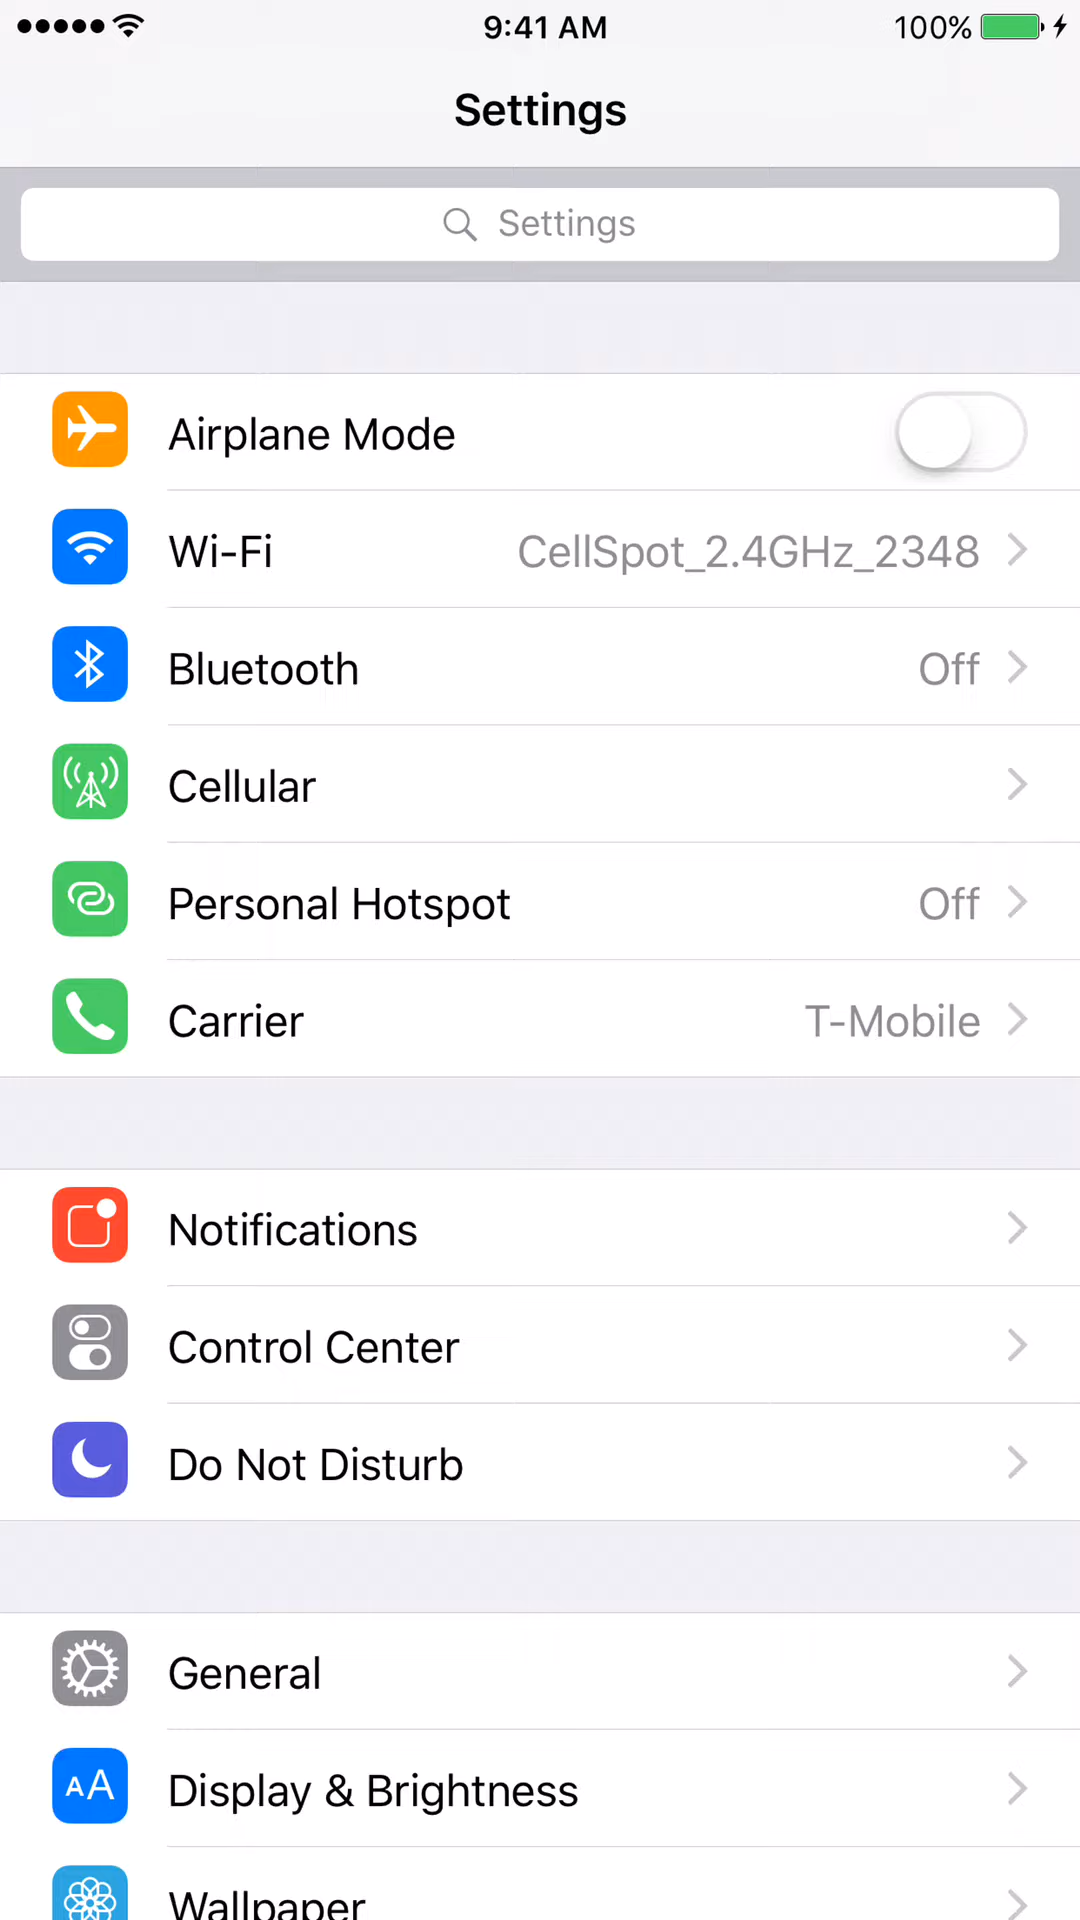 9:41 AM 100%
Settings
Settings
Airplane Mode
Wi-Fi CellSpot_2.4GHz_2348
Bluetooth Off
Cellular
Personal Hotspot Off
Carrier T-Mobile
Notifications
Control Center
Do Not Disturb
General
AA Display & Brightness
Wallpaper